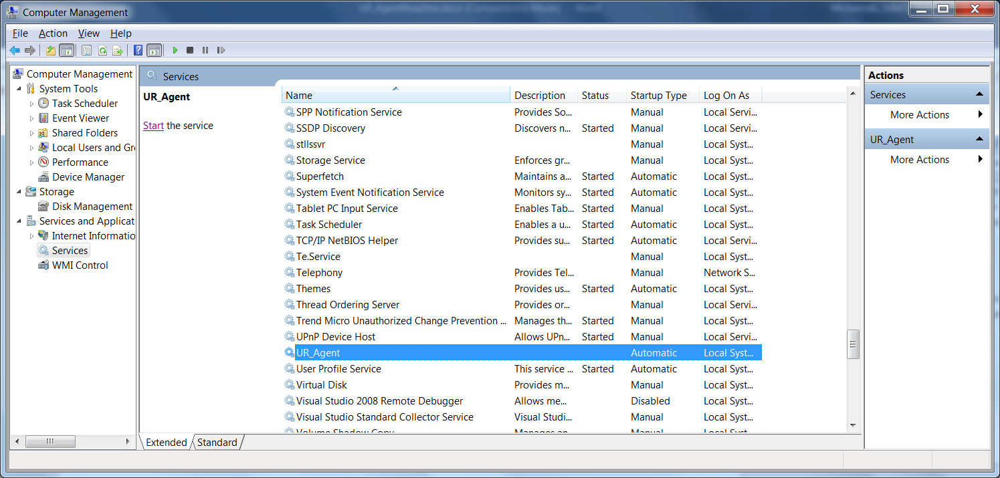 Computer Management
File Action View Help
Computer Management
System Tools
Task Scheduler
Event Viewer
Shared Folders
Local Users and Gr
Performance
Device Manager
Storage
Disk Management
Services and Applicat
Internet Informatio
Services
WMI Control
Services
UR_Agent
Start the service
Name Description Status Startup Type Log On As
SPP Notification Service Provides So... Manual Local Servi...
SSDP Discovery Discovers n... Started Manual Local Servi...
stllssvr Manual Local Syst...
Storage Service Enforces gr... Manual Local Syst...
Superfetch Maintains a... Started Automatic Local Syst...
System Event Notification Service Monitors sy... Started Automatic Local Syst...
Tablet PC Input Service Enables Tab... Started Manual Local Syst...
Task Scheduler Enables a u... Started Automatic Local Syst...
TCP/IP NetBIOS Helper Provides su... Started Automatic Local Servi...
Te.Service Manual Local Syst...
Telephony Provides Tel... Manual Network S...
Themes Provides us... Started Automatic Local Syst...
Thread Ordering Server Provides or... Manual Local Servi...
Trend Micro Unauthorized Change Prevention ... Manages th... Started Manual Local Syst...
UPnP Device Host Allows UPn... Started Manual Local Servi...
UR_Agent Automatic Local Syst...
User Profile Service This service ... Started Automatic Local Syst...
Virtual Disk Provides m... Manual Local Syst...
Visual Studio 2008 Remote Debugger Allows me... Disabled Local Syst...
Visual Studio Standard Collector Service Visual Studi... Manual Local Syst...
Volume Shadow Copy Manages an... Manual Local Syst...
Extended Standard
Actions
Services
More Actions
UR_Agent
More Actions